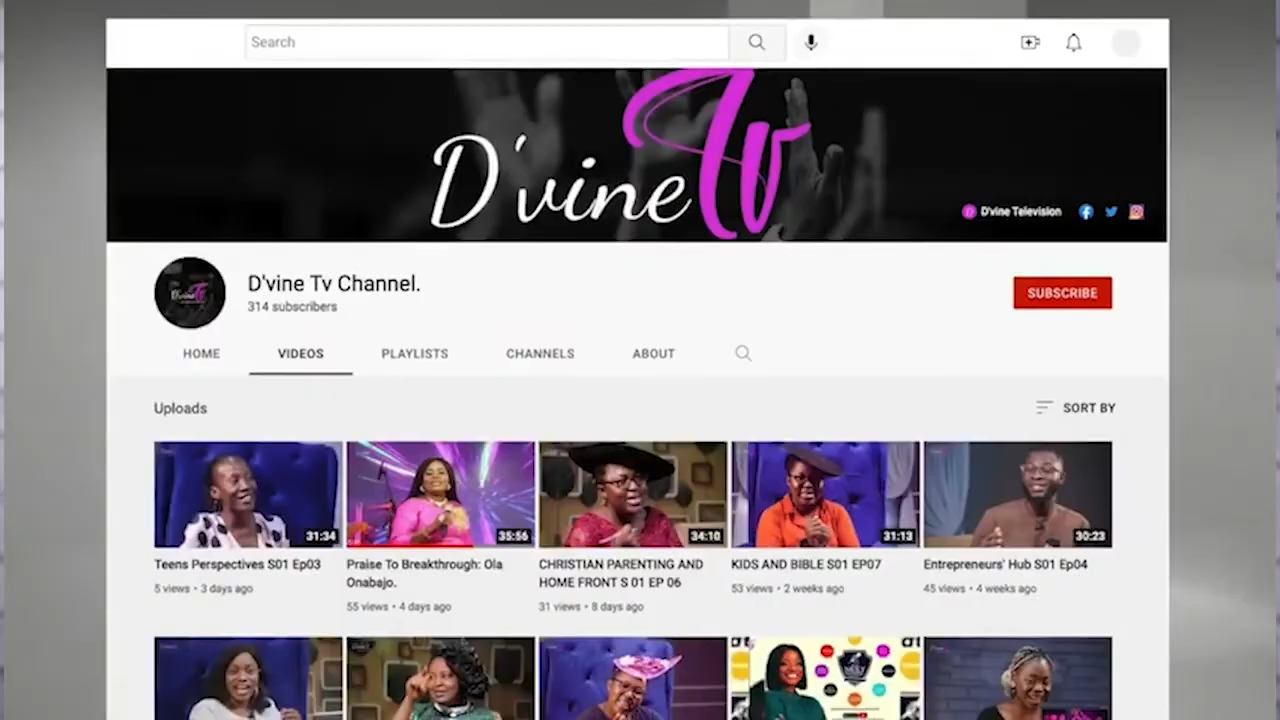 Search
D'vine Tv
D'vine Television
D'vine Tv Channel.
314 subscribers
SUBSCRIBE
HOME
VIDEOS
PLAYLISTS
CHANNELS
ABOUT
Uploads
SORT BY
31:34
35:56
34:10
31:13
30:23
Teens Perspectives S01 Ep03
5 views • 3 days ago
Praise To Breakthrough: Ola
Onabajo.
55 views • 4 days ago
CHRISTIAN PARENTING AND
HOME FRONT S 01 EP 06
31 views • 8 days ago
KIDS AND BIBLE S01 EP07
53 views • 2 weeks ago
Entrepreneurs' Hub S01 Ep04
45 views • 4 weeks ago